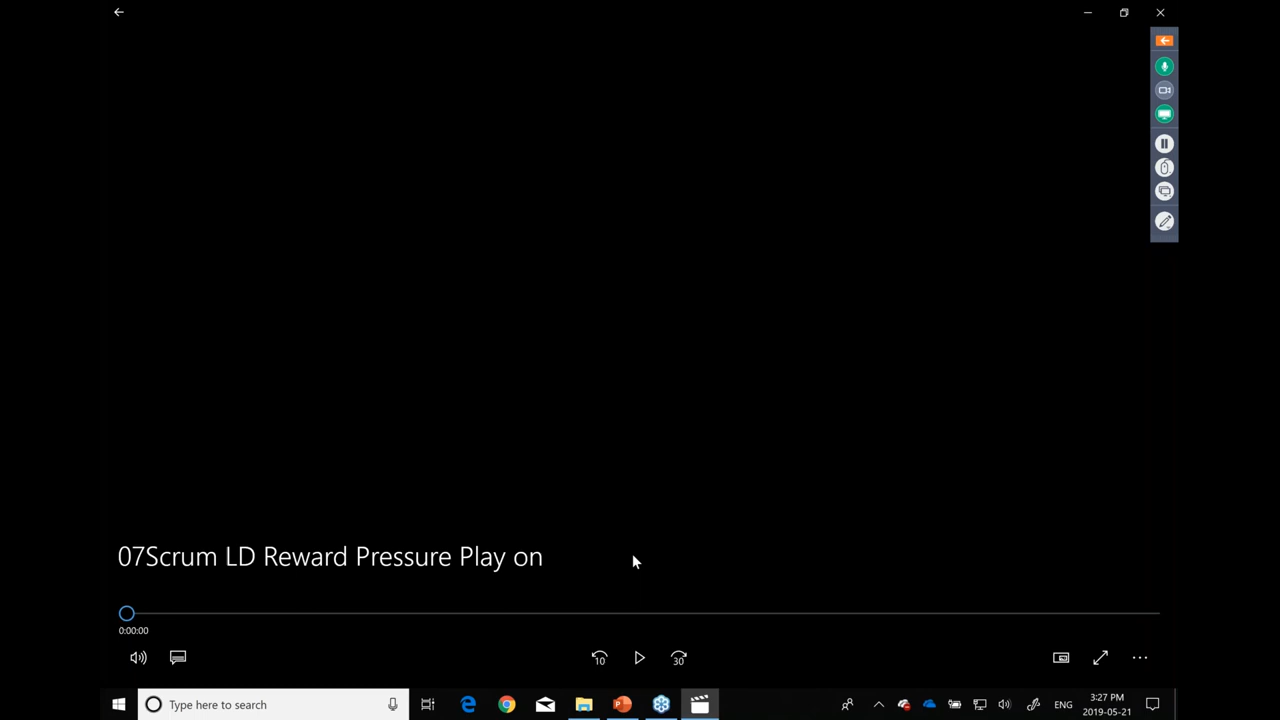 07Scrum LD Reward Pressure Play on
0:00:00
10
30
Type here to search
ENG
3:27 PM
2019-05-21